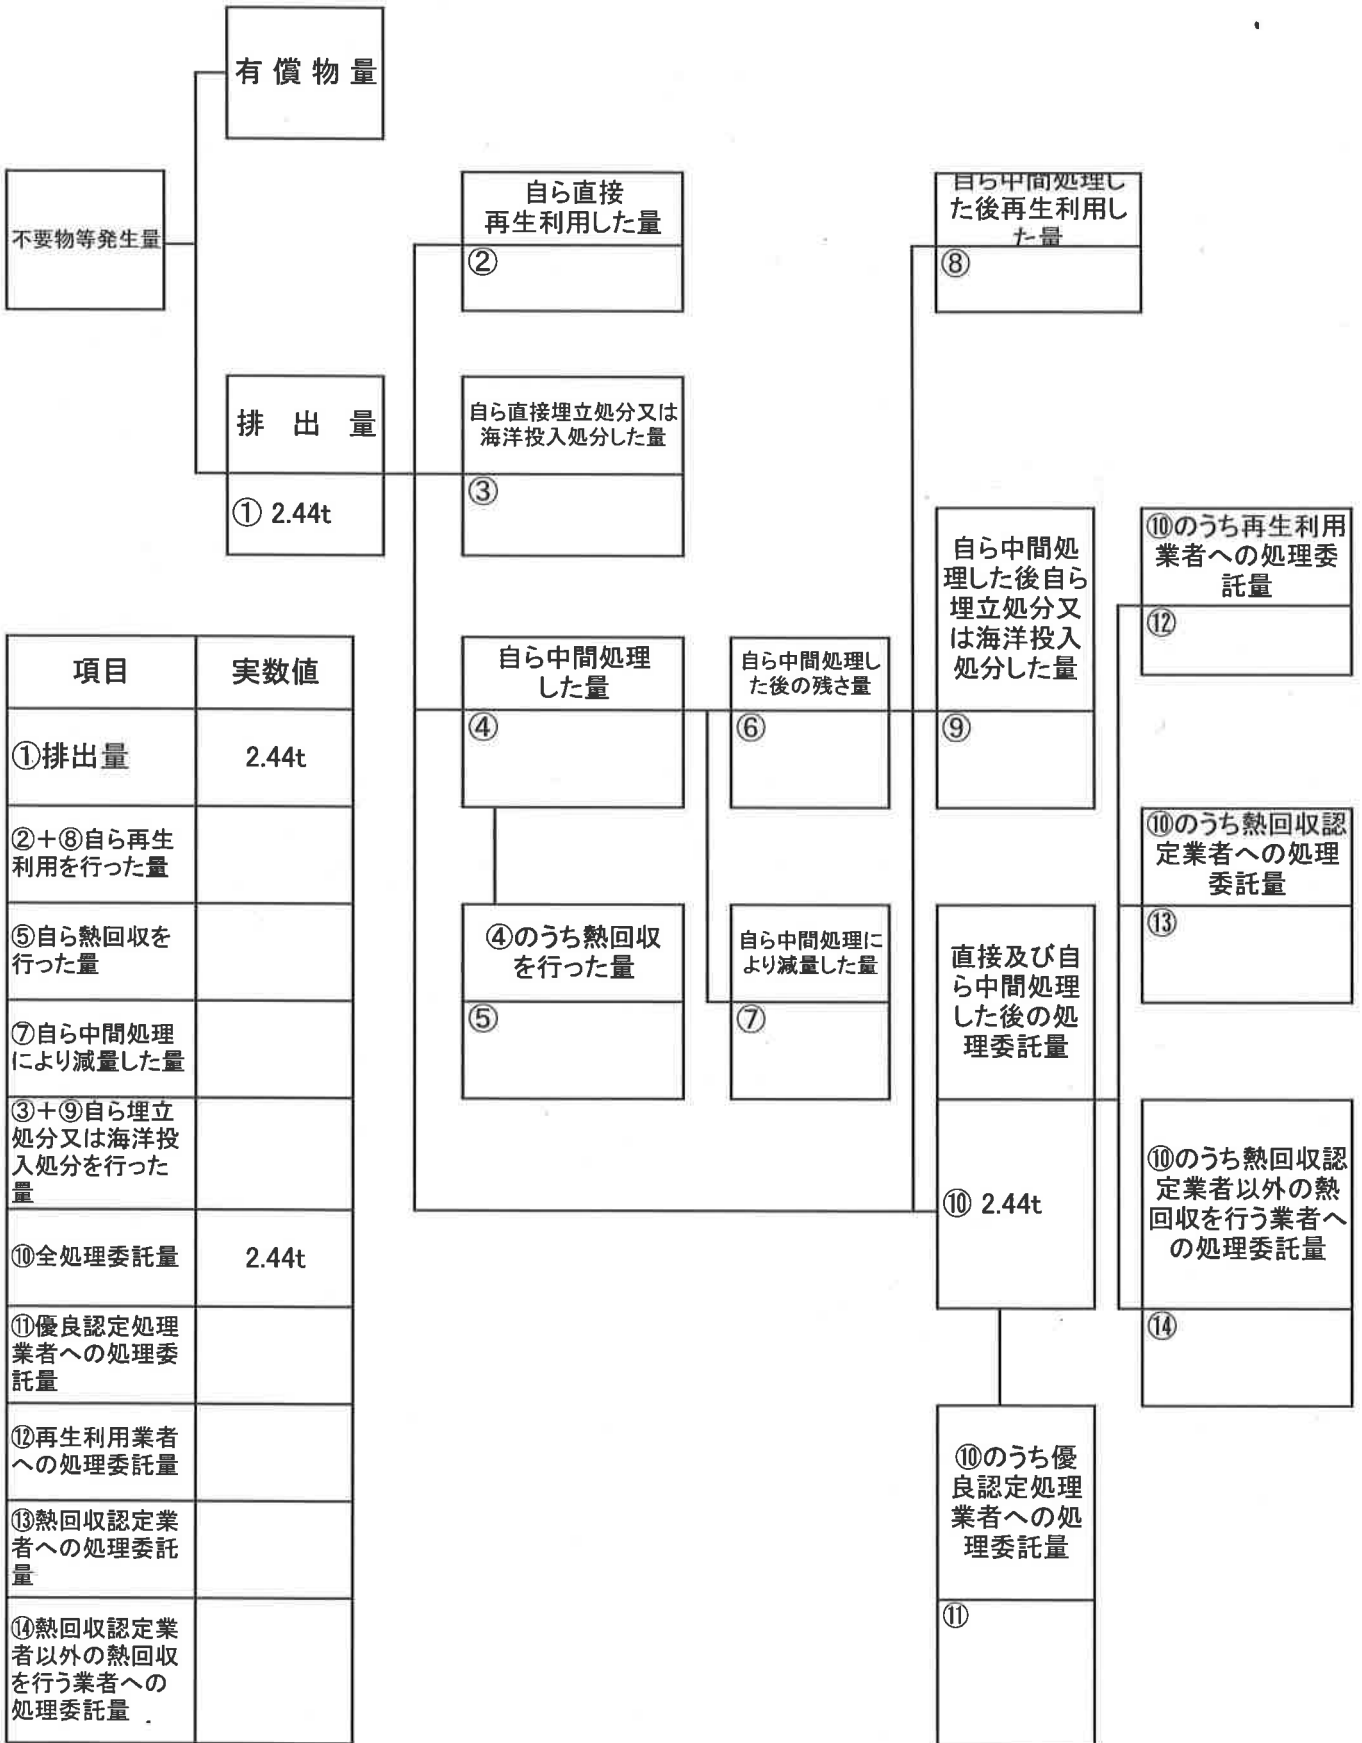 有償物量
不要物等発生量
排出量
① 2.44t
自ら直接
再生利用した量
②
自ら直接埋立処分又は
海洋投入処分した量
③
自ら中間処理
した量
④
④のうち熱回収
を行った量
⑤
自ら中間処理し
た後の残さ量
⑥
自ら中間処理に
より減量した量
⑦
自ら中間処理し
た後再生利用し
た量
⑧
自ら中間処
理した後自ら
埋立処分又
は海洋投入
処分した量
⑨
直接及び自
ら中間処理
した後の処
理委託量
⑩ 2.44t
⑩のうち優
良認定処理
業者への処
理委託量
⑪
⑩のうち再生利用
業者への処理委
託量
⑫
⑩のうち熱回収認
定業者への処理
委託量
⑬
⑩のうち熱回収認
定業者以外の熱
回収を行う業者へ
の処理委託量
⑭
項目 実数値
①排出量 2.44t
②+⑧自ら再生
利用を行った量
⑤自ら熱回収を
行った量
⑦自ら中間処理
により減量した量
③+⑨自ら埋立
処分又は海洋投
入処分を行った
量
⑩全処理委託量 2.44t
⑪優良認定処理
業者への処理委
託量
⑫再生利用業者
への処理委託量
⑬熱回収認定業
者への処理委託
量
⑭熱回収認定業
者以外の熱回収
を行う業者への
処理委託量